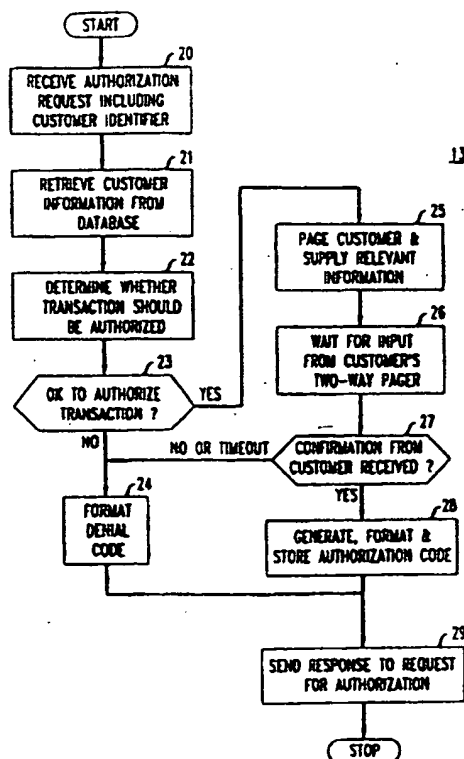 START
20
RECEIVE AUTHORIZATION
REQUEST INCLUDING
CUSTOMER IDENTIFIER
21
RETRIEVE CUSTOMER
INFORMATION FROM
DATABASE
22
DETERMINE WHETHER
TRANSACTION SHOULD
BE AUTHORIZED
23
OK TO AUTHORIZE
TRANSACTION ?
YES
NO
24
FORMAT
DENIAL
CODE
13
25
PAGE CUSTOMER &
SUPPLY RELEVANT
INFORMATION
26
WAIT FOR INPUT
FROM CUSTOMER'S
TWO-WAY PAGER
27
NO OR TIMEOUT
CONFIRMATION FROM
CUSTOMER RECEIVED ?
YES
28
GENERATE, FORMAT &
STORE AUTHORIZATION CODE
29
SEND RESPONSE TO REQUEST
FOR AUTHORIZATION
STOP